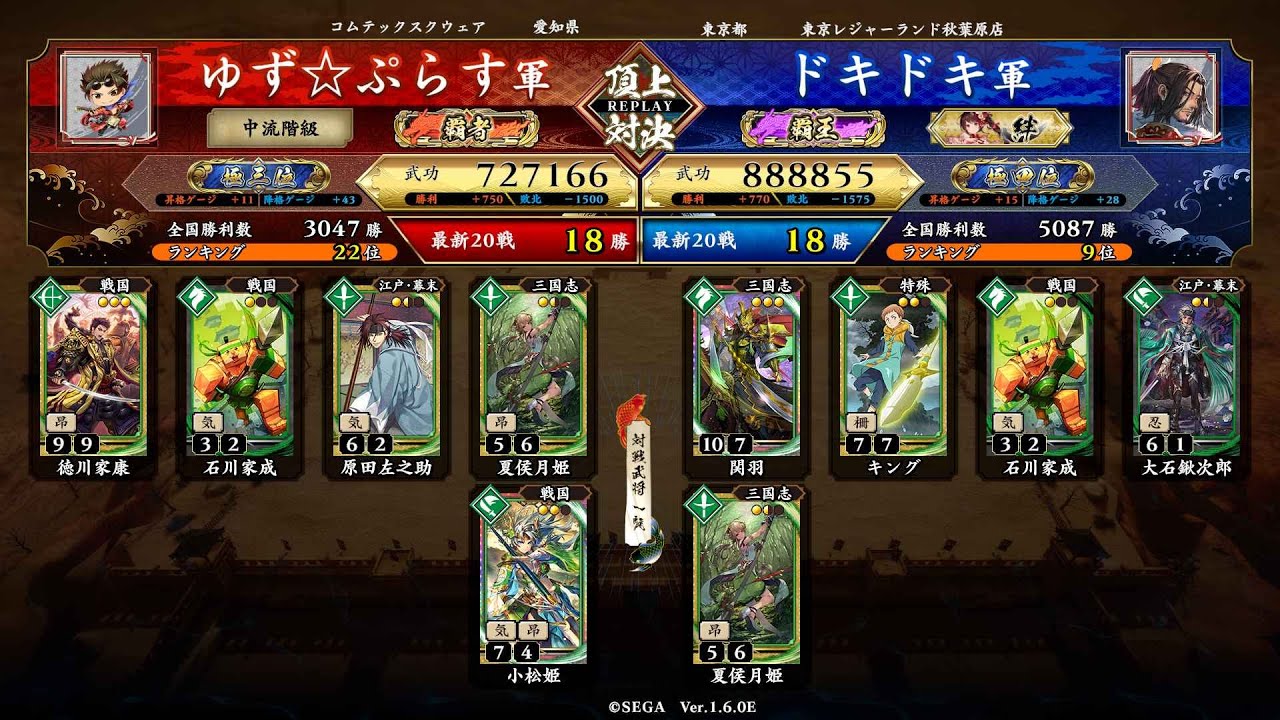 コムテックスクウェア 愛知県
東京都 東京レジャーランド秋葉原店
ゆず☆ぷらす軍
頂上
REPLAY
対決
ドキドキ軍
中流階級
覇者
覇王
絆
極三位
昇格ゲージ +11 降格ゲージ +43
武功 727166
勝利 +750 敗北 -1500
武功 888855
勝利 +770 敗北 -1575
昇格ゲージ +15 降格ゲージ +28
全国勝利数 3047勝
ランキング 22位
最新20戦 18勝
最新20戦 18勝
全国勝利数 5087勝
ランキング 9位
戦国
昂
9 9
徳川家康
戦国
気
3 2
石川家成
江戸・幕末
気
6 2
原田左之助
三国志
昂
5 6
夏侯月姫
戦国
気 昂
7 4
小松姫
対戦武将一覧
三国志
10 7
関羽
特殊
柵
7 7
キング
戦国
気
3 2
石川家成
江戸・幕末
忍
6 1
大石鍬次郎
三国志
昂
5 6
夏侯月姫
©SEGA Ver.1.6.0E